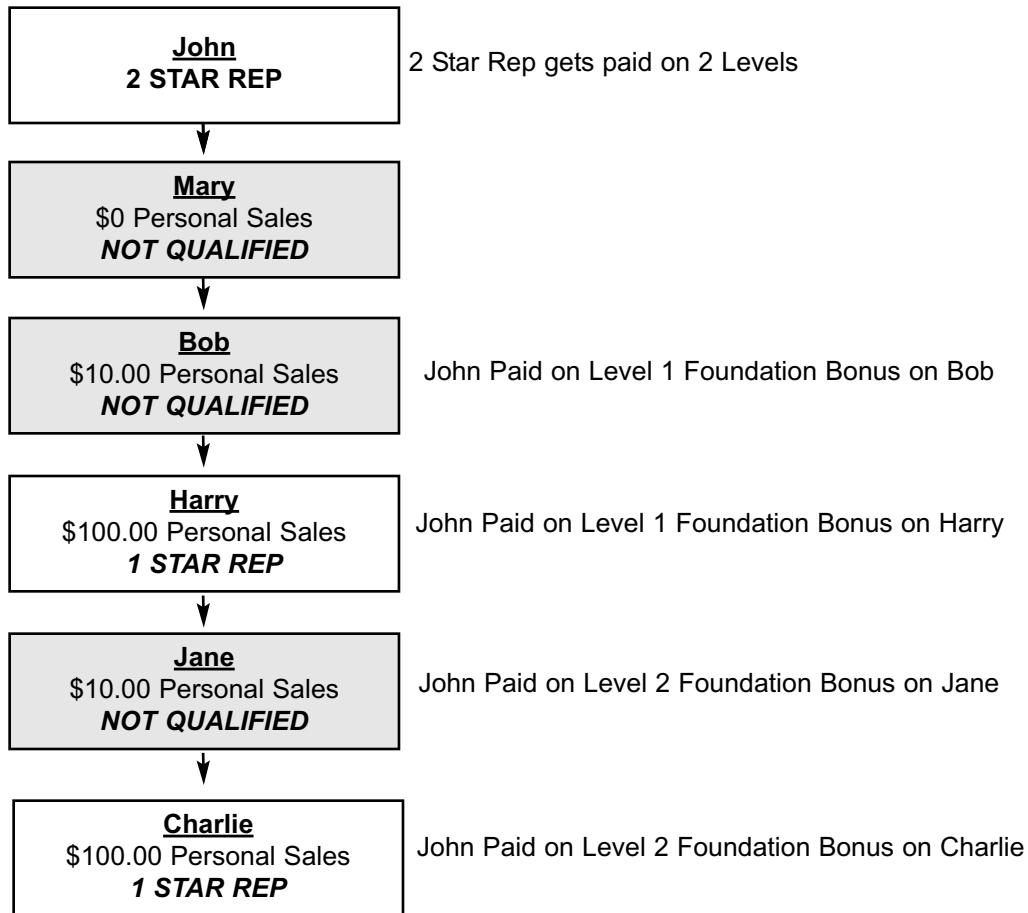 John
2 STAR REP
2 Star Rep gets paid on 2 Levels
Mary
$0 Personal Sales
NOT QUALIFIED
Bob
$10.00 Personal Sales
NOT QUALIFIED
John Paid on Level 1 Foundation Bonus on Bob
Harry
$100.00 Personal Sales
1 STAR REP
John Paid on Level 1 Foundation Bonus on Harry
Jane
$10.00 Personal Sales
NOT QUALIFIED
John Paid on Level 2 Foundation Bonus on Jane
Charlie
$100.00 Personal Sales
1 STAR REP
John Paid on Level 2 Foundation Bonus on Charlie